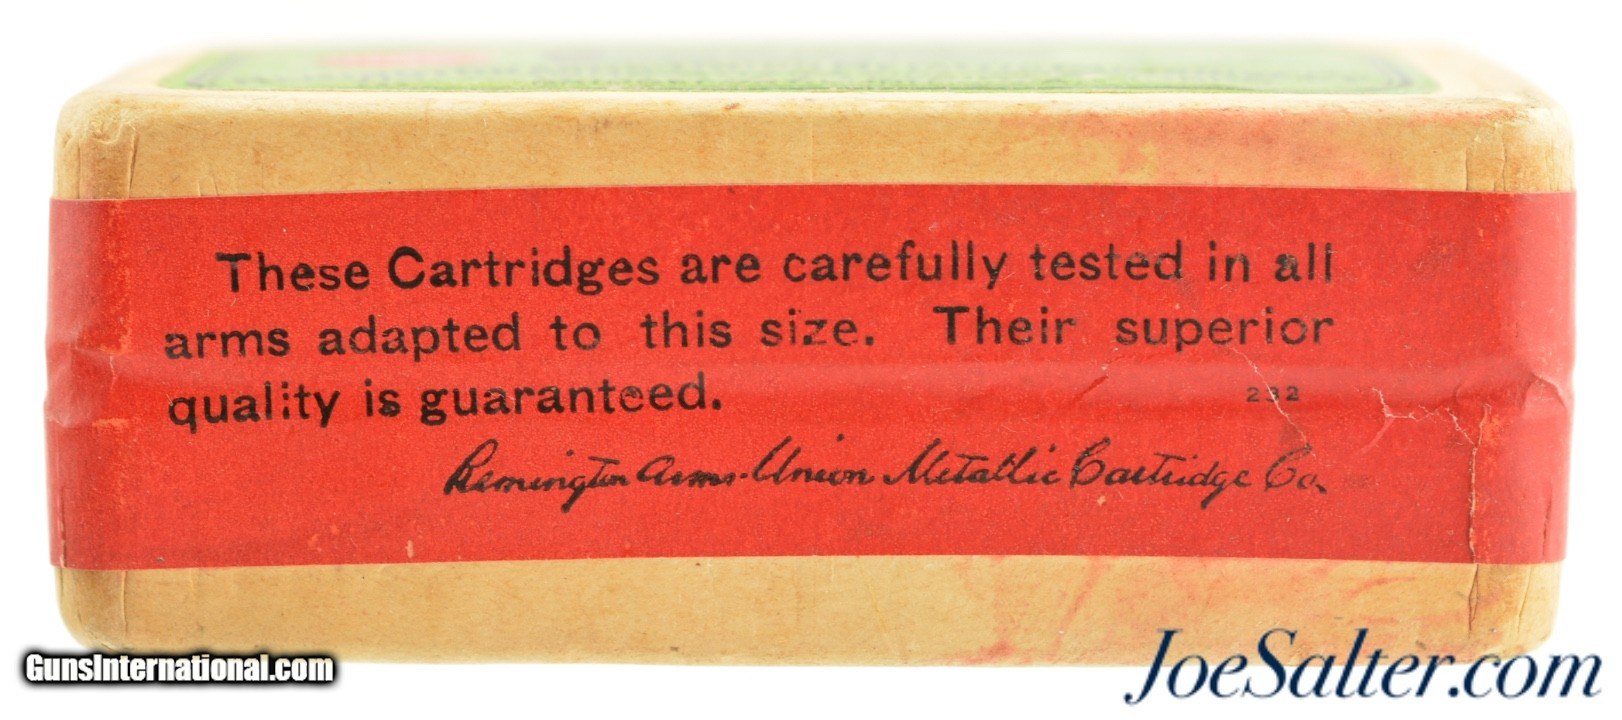 These Cartridges are carefully tested in all
arms adapted to this size. Their superior
quality is guaranteed.
232
Remington Arms-Union Metallic Cartridge Co.
GunsInternational.com
JoeSalter.com